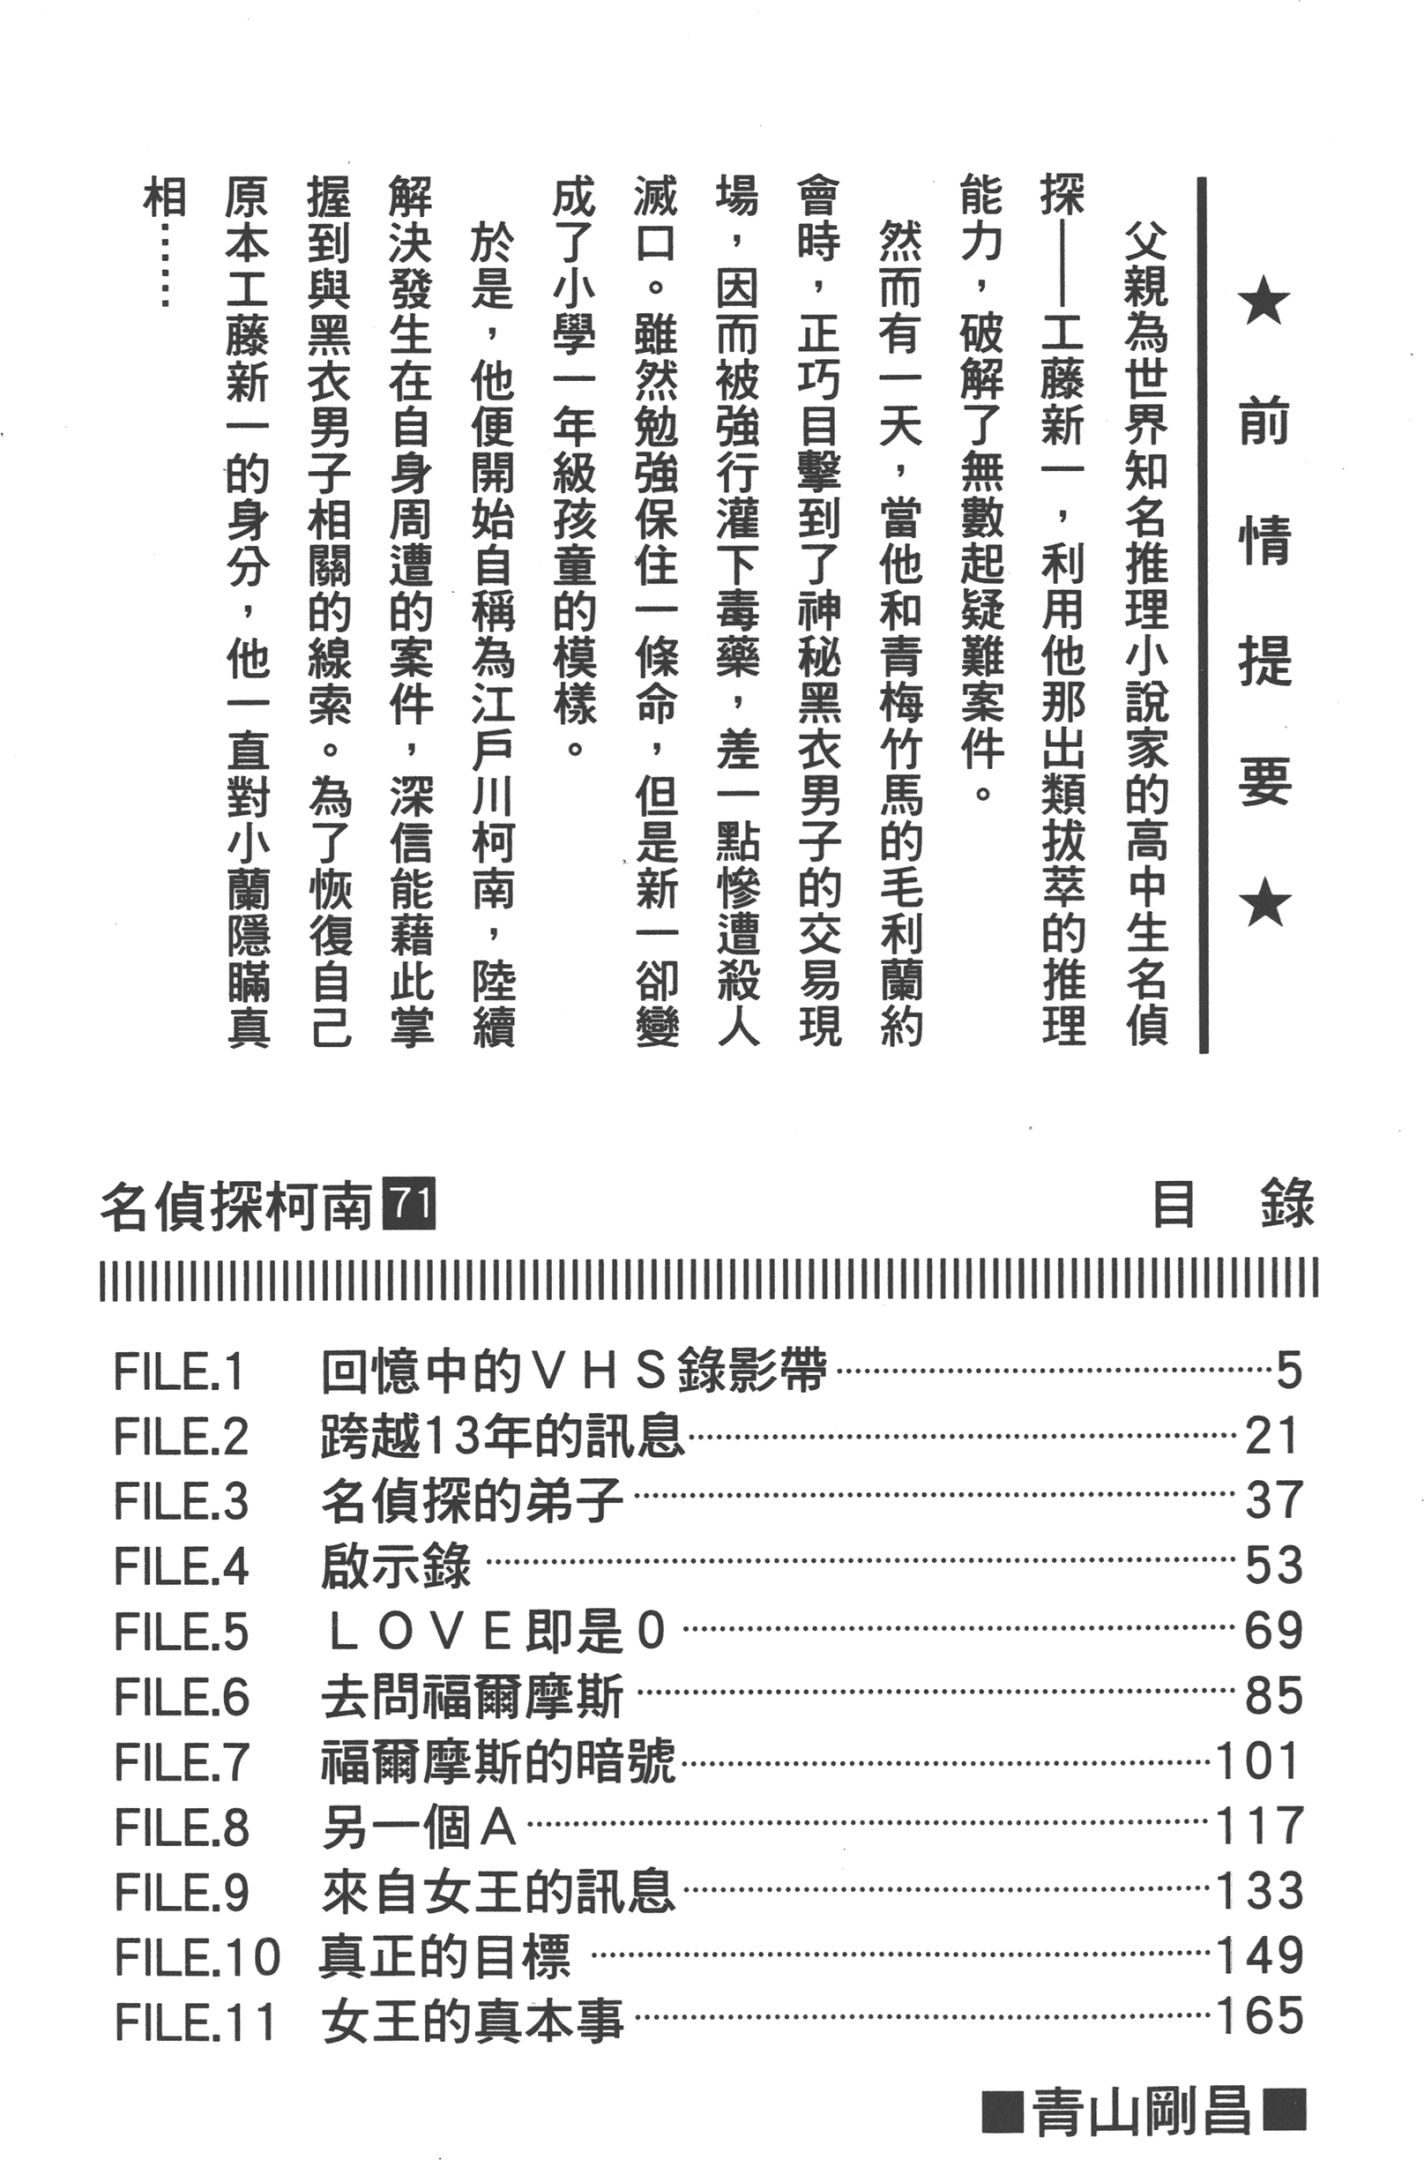 ★前情提要★
父親為世界知名推理小說家的高中生名偵
探——工藤新一，利用他那出類拔萃的推理
能力，破解了無數起疑難案件。
然而有一天，當他和青梅竹馬的毛利蘭約
會時，正巧目擊到了神秘黑衣男子的交易現
場，因而被強行灌下毒藥，差一點慘遭殺人
滅口。雖然勉強保住一條命，但是新一卻變
成了小學一年級孩童的模樣。
於是，他便開始自稱為江戶川柯南，陸續
解決發生在自身周遭的案件，深信能藉此掌
握到與黑衣男子相關的線索。為了恢復自己
原本工藤新一的身分，他一直對小蘭隱瞞真
相……
名偵探柯南71 目 錄
FILE.1 回憶中的ＶＨＳ錄影帶……5
FILE.2 跨越13年的訊息……21
FILE.3 名偵探的弟子……37
FILE.4 啟示錄……53
FILE.5 ＬＯＶＥ即是０……69
FILE.6 去問福爾摩斯……85
FILE.7 福爾摩斯的暗號……101
FILE.8 另一個Ａ……117
FILE.9 來自女王的訊息……133
FILE.10 真正的目標……149
FILE.11 女王的真本事……165
■青山剛昌■